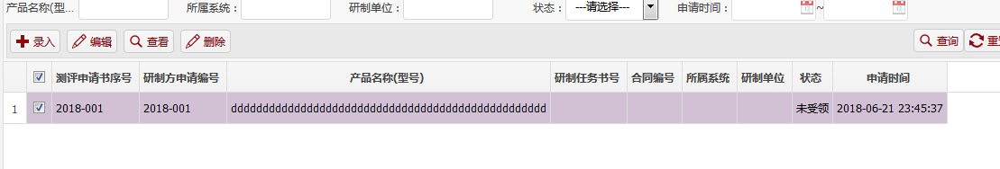 产品名称(型... 所属系统： 研制单位： 状态： ---请选择--- 申请时间： ~
录入 编辑 查看 删除 查询
测评申请书序号 研制方申请编号 产品名称(型号) 研制任务书号 合同编号 所属系统 研制单位 状态 申请时间
1 2018-001 2018-001 dddddddddddddddddddddddddddddddddddddddddddddddddd 未受领 2018-06-21 23:45:37